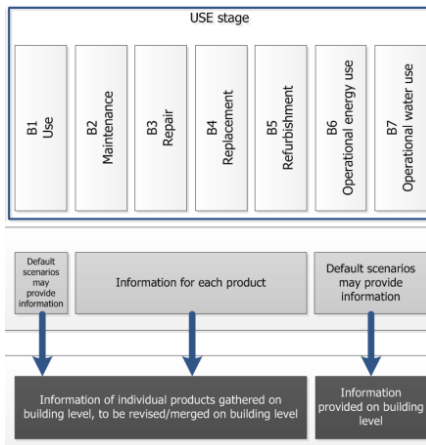 USE stage
B1
Use
B2
Maintenance
B3
Repair
B4
Replacement
B5
Refurbishment
B6
Operational energy use
B7
Operational water use
Default
scenarios
may
provide
information
Information for each product
Default scenarios
may provide
information
Information of individual products gathered on
building level, to be revised/merged on building level
Information
provided on building
level